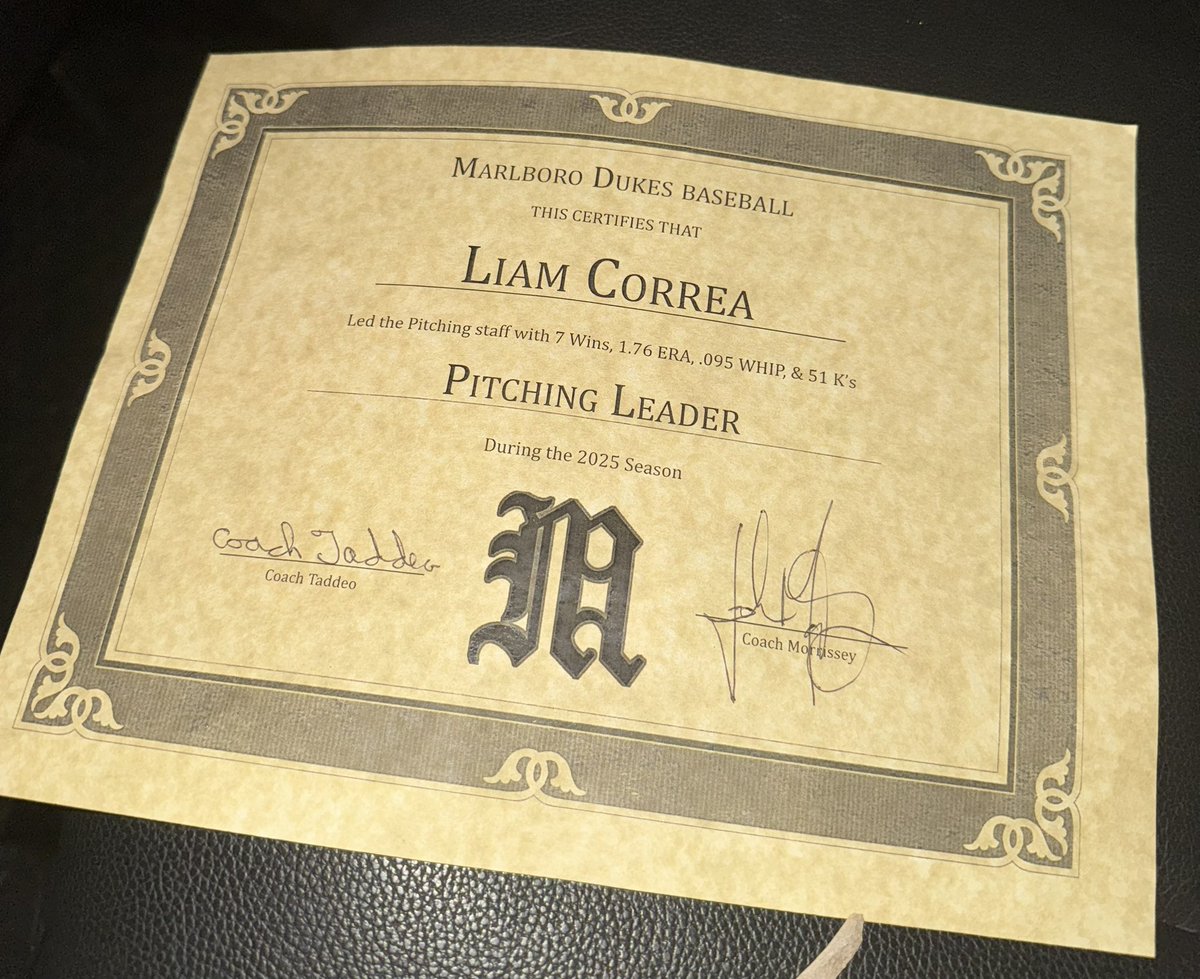 MARLBORO DUKES BASEBALL
THIS CERTIFIES THAT
LIAM CORREA
Led the Pitching staff with 7 Wins, 1.76 ERA, .095 WHIP, & 51 K's
PITCHING LEADER
During the 2025 Season
M
Coach Taddeo
Coach Taddeo
Coach Morrissey